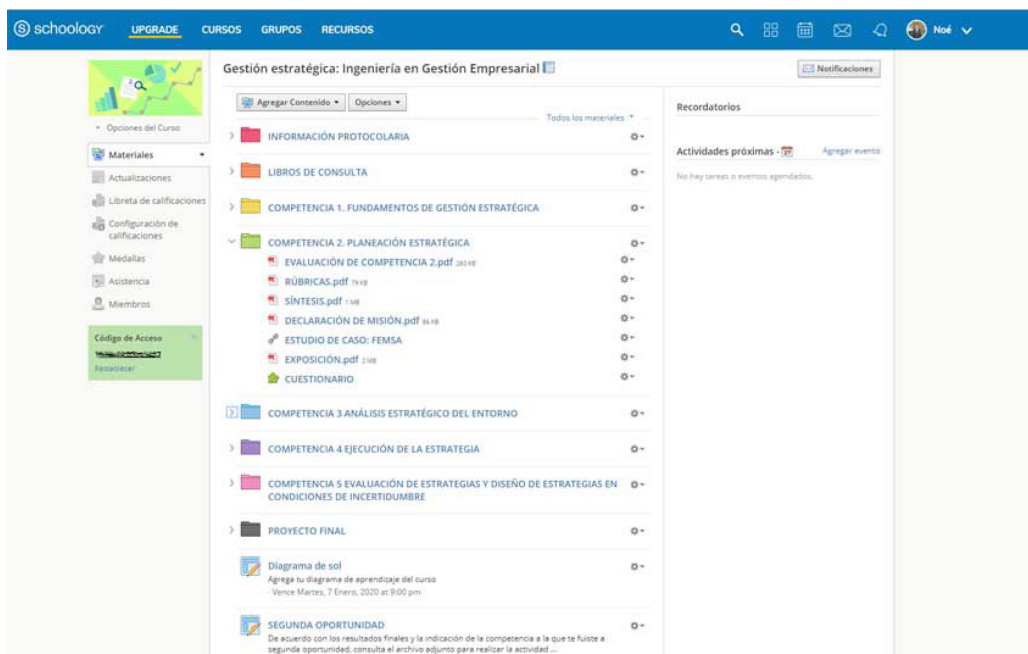 schoology UPGRADE CURSOS GRUPOS RECURSOS Noé
Gestión estratégica: Ingeniería en Gestión Empresarial
Notificaciones
Opciones del Curso
Materiales
Actualizaciones
Libreta de calificaciones
Configuración de
calificaciones
Medallas
Asistencia
Miembros
Código de Acceso
Restablecer
Agregar Contenido Opciones
Todos los materiales
INFORMACIÓN PROTOCOLARIA
LIBROS DE CONSULTA
COMPETENCIA 1. FUNDAMENTOS DE GESTIÓN ESTRATÉGICA
COMPETENCIA 2. PLANEACIÓN ESTRATÉGICA
EVALUACIÓN DE COMPETENCIA 2.pdf
RÚBRICAS.pdf 79 KB
SÍNTESIS.pdf 1 MB
DECLARACIÓN DE MISIÓN.pdf
ESTUDIO DE CASO: FEMSA
EXPOSICIÓN.pdf 2 MB
CUESTIONARIO
COMPETENCIA 3 ANÁLISIS ESTRATÉGICO DEL ENTORNO
COMPETENCIA 4 EJECUCIÓN DE LA ESTRATEGIA
COMPETENCIA 5 EVALUACIÓN DE ESTRATEGIAS Y DISEÑO DE ESTRATEGIAS EN
CONDICIONES DE INCERTIDUMBRE
PROYECTO FINAL
Diagrama de sol
Agrega tu diagrama de aprendizaje del curso
Vence Martes, 7 Enero, 2020 at 9:00 pm
SEGUNDA OPORTUNIDAD
De acuerdo con los resultados finales y la indicación de la competencia a la que te fuiste a
segunda oportunidad, consulta el archivo adjunto para realizar la actividad ...
Recordatorios
Actividades próximas - Agregar evento
No hay tareas o eventos agendados.